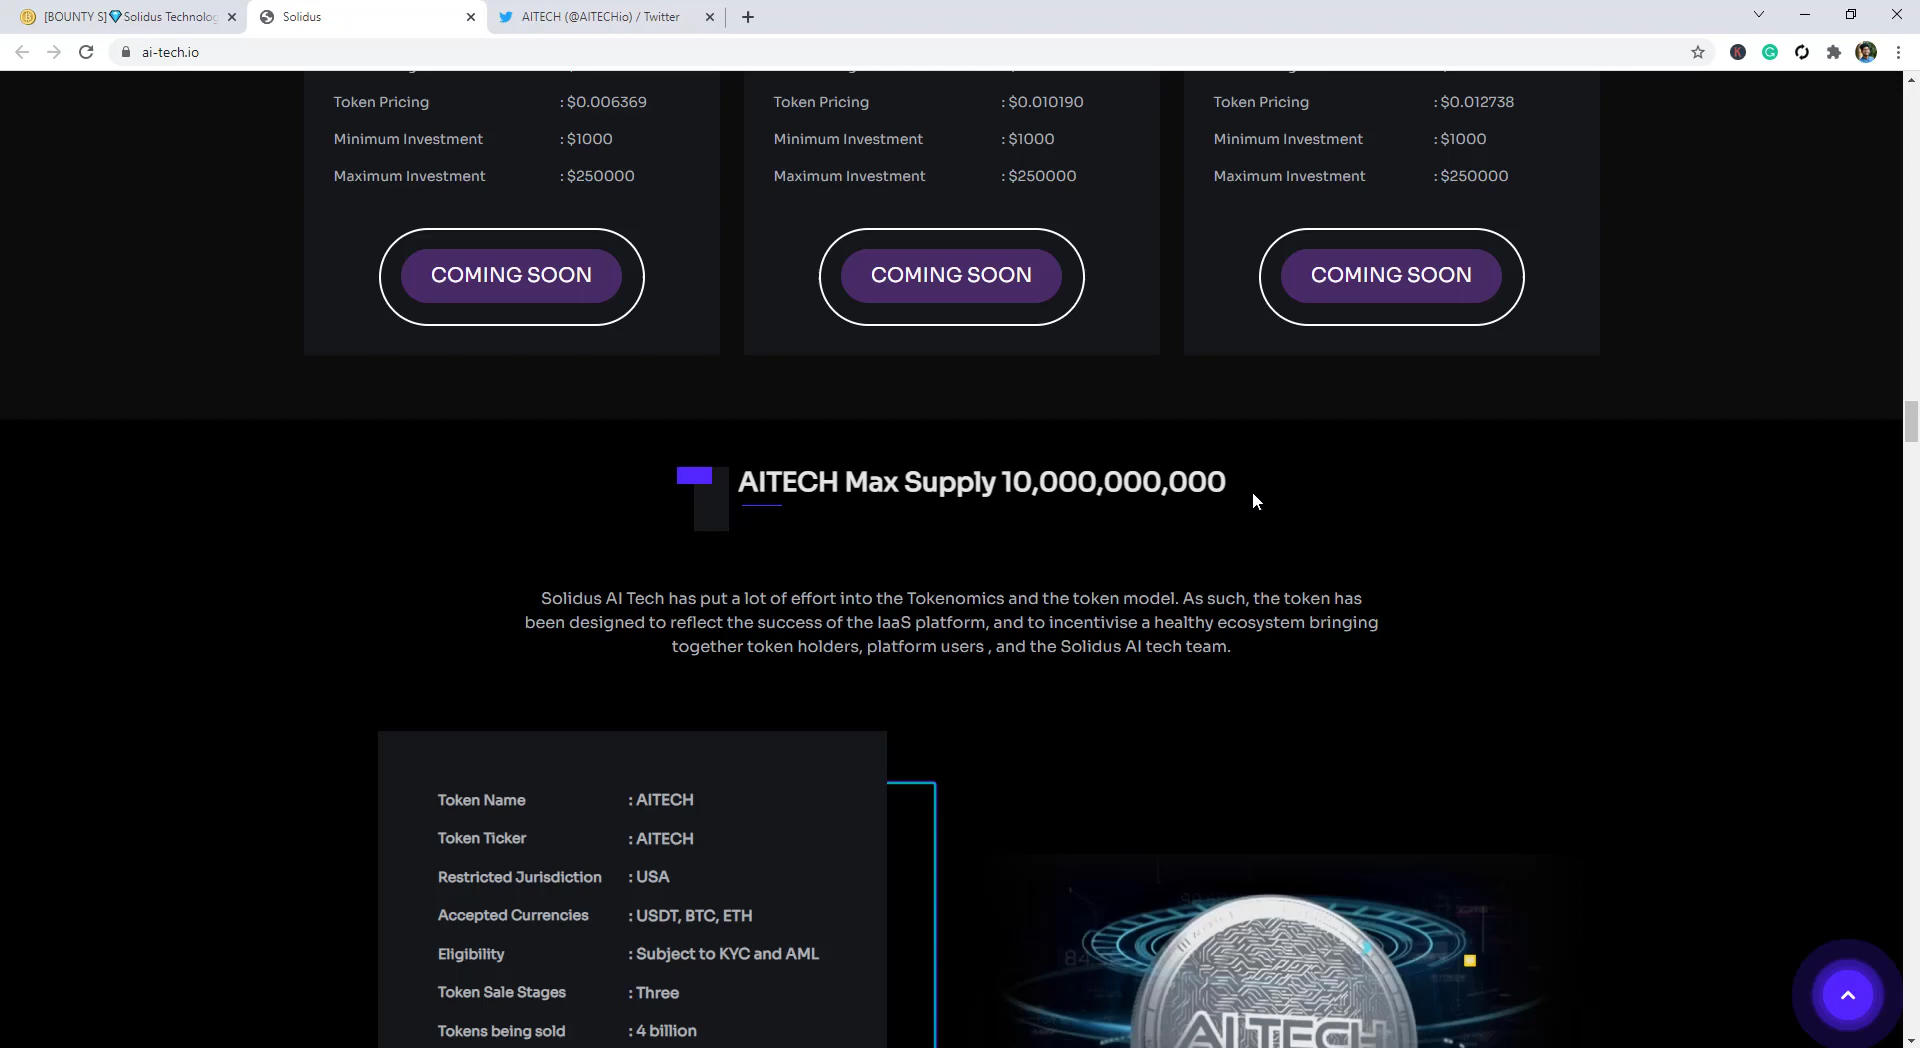 [BOUNTY S]💎Solidus Technolog
Solidus
AITECH (@AITECHio) / Twitter
ai-tech.io
Token Pricing : $0.006369
Minimum Investment : $1000
Maximum Investment : $250000
COMING SOON
Token Pricing : $0.010190
Minimum Investment : $1000
Maximum Investment : $250000
COMING SOON
Token Pricing : $0.012738
Minimum Investment : $1000
Maximum Investment : $250000
COMING SOON
AITECH Max Supply 10,000,000,000
Solidus AI Tech has put a lot of effort into the Tokenomics and the token model. As such, the token has
been designed to reflect the success of the IaaS platform, and to incentivise a healthy ecosystem bringing
together token holders, platform users , and the Solidus AI tech team.
Token Name : AITECH
Token Ticker : AITECH
Restricted Jurisdiction : USA
Accepted Currencies : USDT, BTC, ETH
Eligibility : Subject to KYC and AML
Token Sale Stages : Three
Tokens being sold : 4 billion
AITECH